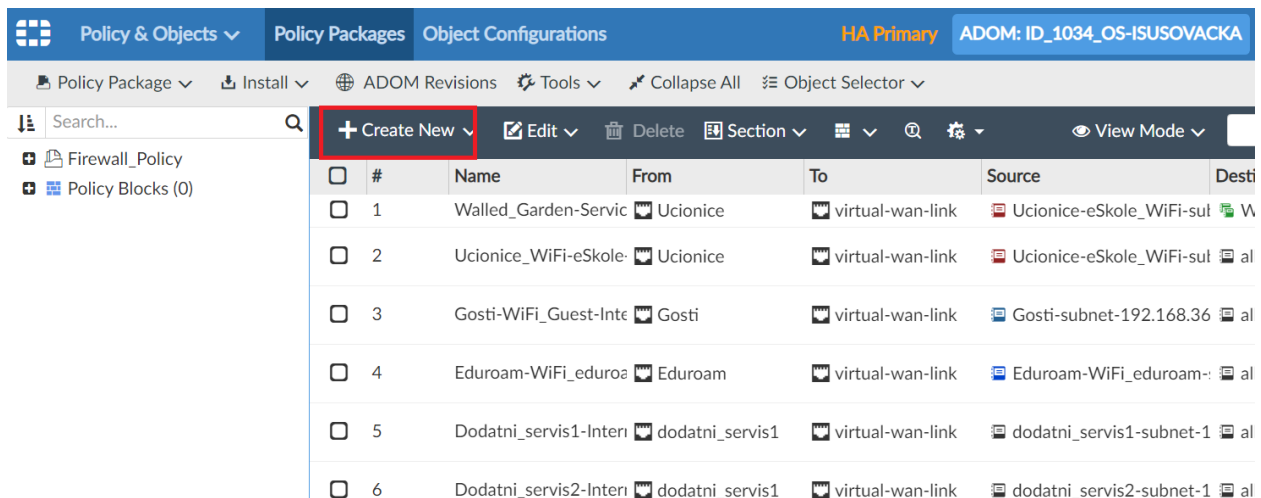 Policy & Objects Policy Packages Object Configurations HA Primary ADOM: ID_1034_OS-ISUSOVACKA
Policy Package Install ADOM Revisions Tools Collapse All Object Selector
Search... Create New Edit Delete Section View Mode
Firewall_Policy
Policy Blocks (0)
# Name From To Source Desti
1 Walled_Garden-Servic Ucionice virtual-wan-link Ucionice-eSkole_WiFi-sub W
2 Ucionice_WiFi-eSkole- Ucionice virtual-wan-link Ucionice-eSkole_WiFi-sub al
3 Gosti-WiFi_Guest-Inte Gosti virtual-wan-link Gosti-subnet-192.168.36 al
4 Eduroam-WiFi_eduroa Eduroam virtual-wan-link Eduroam-WiFi_eduroam-s al
5 Dodatni_servis1-Intern dodatni_servis1 virtual-wan-link dodatni_servis1-subnet-1 al
6 Dodatni_servis2-Intern dodatni_servis1 virtual-wan-link dodatni_servis2-subnet-1 al